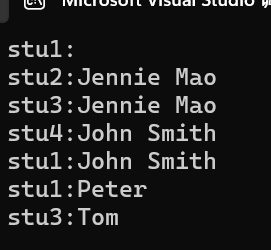 Microsoft Visual Studio
stu1:
stu2:Jennie Mao
stu3:Jennie Mao
stu4:John Smith
stu1:John Smith
stu1:Peter
stu3:Tom